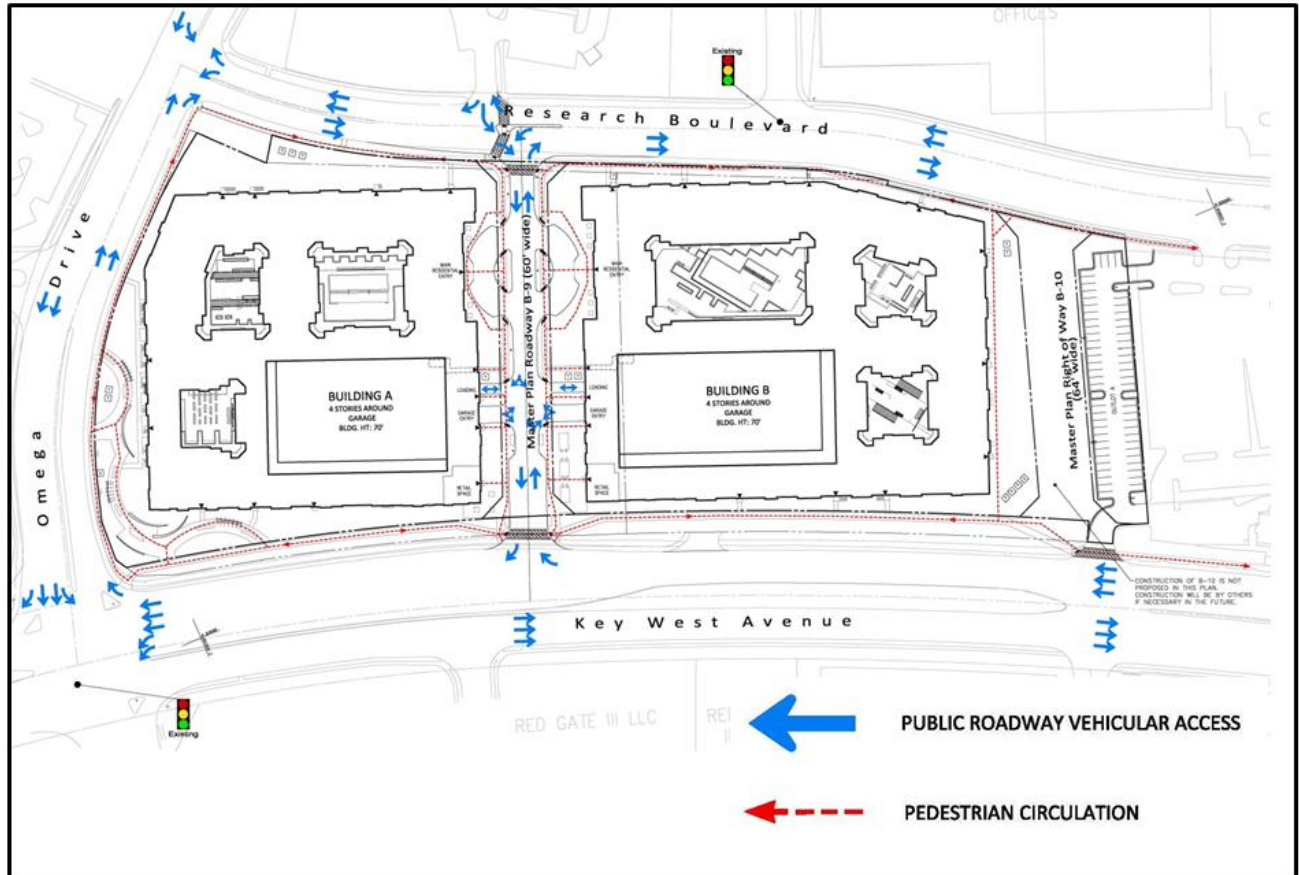 OFFICES
Existing
Research Boulevard
Omega Drive
MAIN
RESIDENTIAL
ENTRY
MAIN
RESIDENTIAL
ENTRY
Master Plan Roadway B-9 (60' wide)
Master Plan Right of Way B-10
(64' wide)
OUTLOT A
BUILDING A
4 STORIES AROUND
GARAGE
BLDG. HT: 70'
LOADING
GARAGE
ENTRY
RETAIL
SPACE
LOADING
GARAGE
ENTRY
RETAIL
SPACE
BUILDING B
4 STORIES AROUND
GARAGE
BLDG. HT: 70'
CONSTRUCTION OF B-10 IS NOT
PROPOSED IN THIS PLAN.
CONSTRUCTION WILL BE BY OTHERS
IF NECESSARY IN THE FUTURE.
Key West Avenue
Existing
RED GATE III LLC
PUBLIC ROADWAY VEHICULAR ACCESS
PEDESTRIAN CIRCULATION